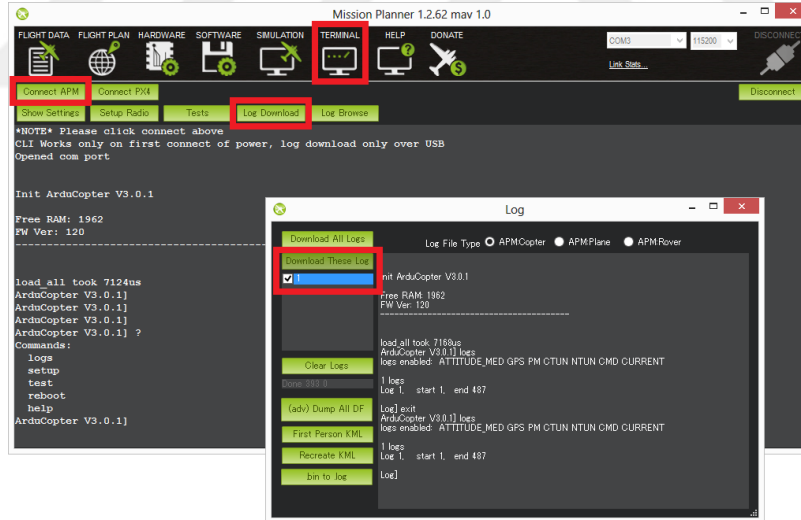 Mission Planner 1.2.62 mav 1.0
FLIGHT DATA FLIGHT PLAN HARDWARE SOFTWARE SIMULATION TERMINAL HELP DONATE
COM3 115200 DISCONNECT
Link Stats...
Connect APM Connect PX4 Disconnect
Show Settings Setup Radio Tests Log Download Log Browse
*NOTE* Please click connect above
CLI Works only on first connect of power, log download only over USB
Opened com port
Init ArduCopter V3.0.1
Free RAM: 1962
FW Ver: 120
----------------------------------------
load_all took 7124us
ArduCopter V3.0.1]
ArduCopter V3.0.1]
ArduCopter V3.0.1]
ArduCopter V3.0.1] ?
Commands:
logs
setup
test
reboot
help
ArduCopter V3.0.1]
Log
Download All Logs
Log File Type APM:Copter APM:Plane APM:Rover
Download These Log
1
Clear Logs
Done 393 0
(adv) Dump All DF
First Person KML
Recreate KML
.bin to .log
nit ArduCopter V3.0.1
Free RAM: 1962
FW Ver: 120
----------------------------------------
load_all took 7168us
ArduCopter V3.0.1] logs
logs enabled: ATTITUDE_MED GPS PM CTUN NTUN CMD CURRENT
1 logs
Log 1, start 1, end 487
Log] exit
ArduCopter V3.0.1] logs
logs enabled: ATTITUDE_MED GPS PM CTUN NTUN CMD CURRENT
1 logs
Log 1, start 1, end 487
Log]